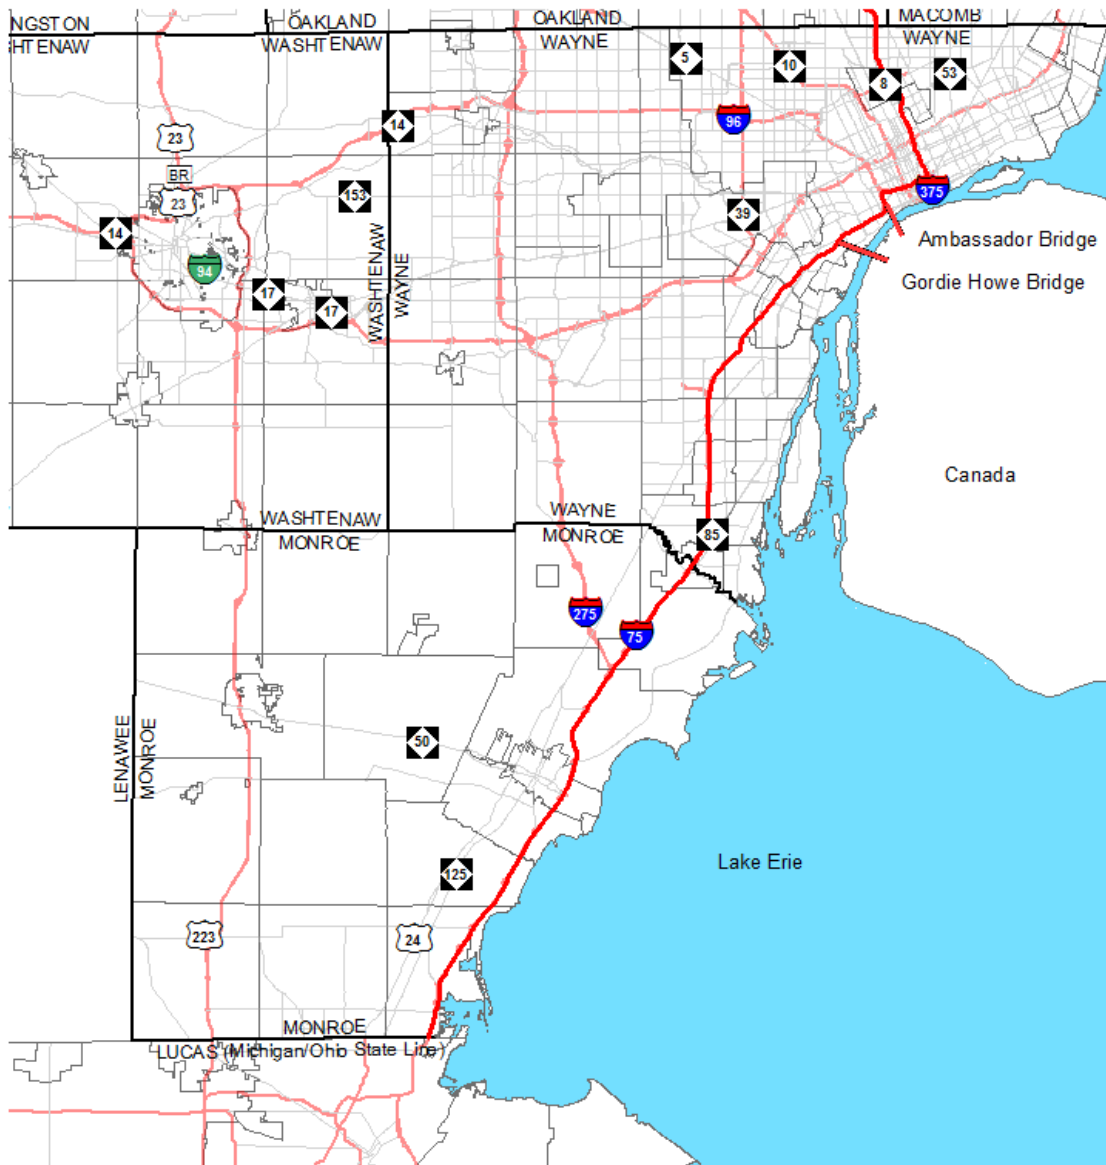 NGSTON
OAKLAND
OAKLAND
MACOMB
HTENAW
WASHTENAW
WAYNE
WAYNE
5
10
8
53
96
14
23
BR
23
153
375
39
14
WASHTENAW
WAYNE
Ambassador Bridge
94
Gordie Howe Bridge
17
17
Canada
WASHTENAW
WAYNE
MONROE
MONROE
85
275
75
50
LENAWEE
MONROE
Lake Erie
125
223
24
MONROE
LUCAS (Michigan/Ohio State Line)